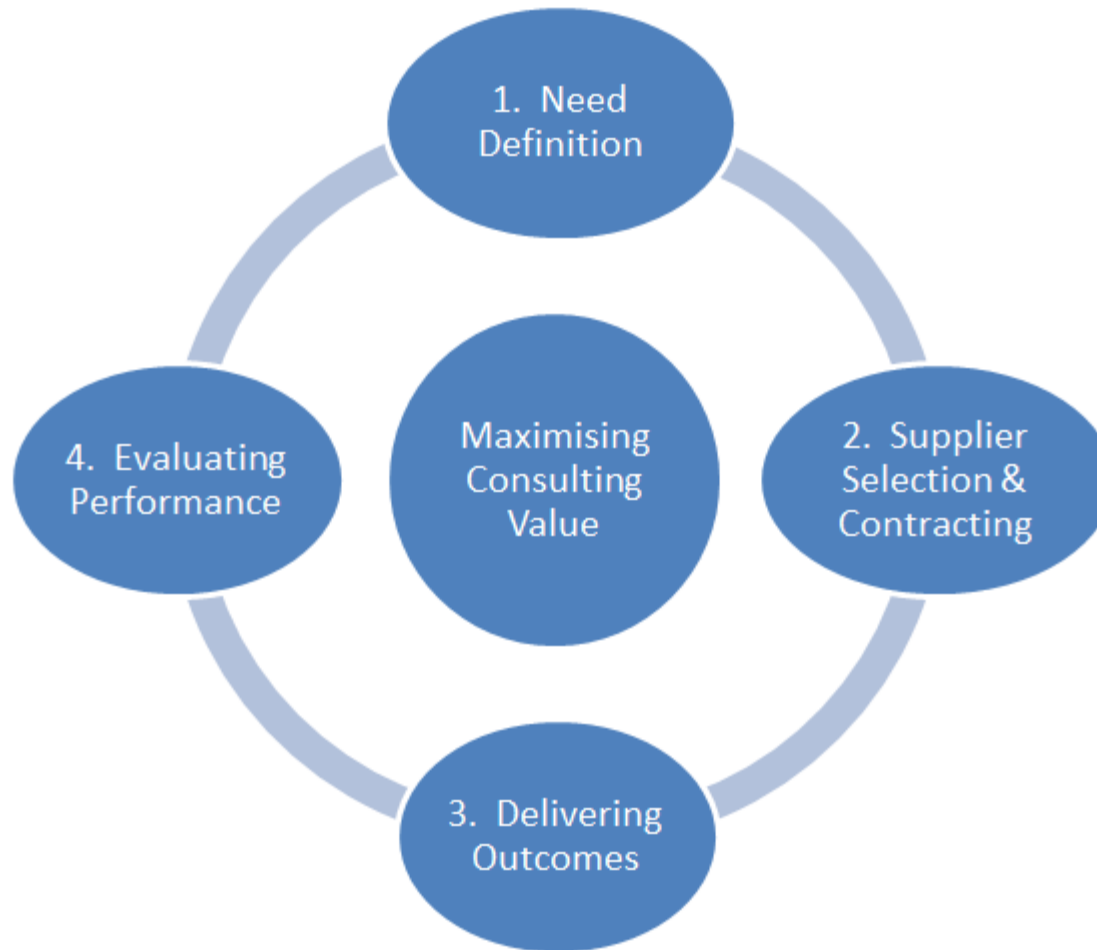 1. Need
Definition
2. Supplier
Selection &
Contracting
3. Delivering
Outcomes
4. Evaluating
Performance
Maximising
Consulting
Value